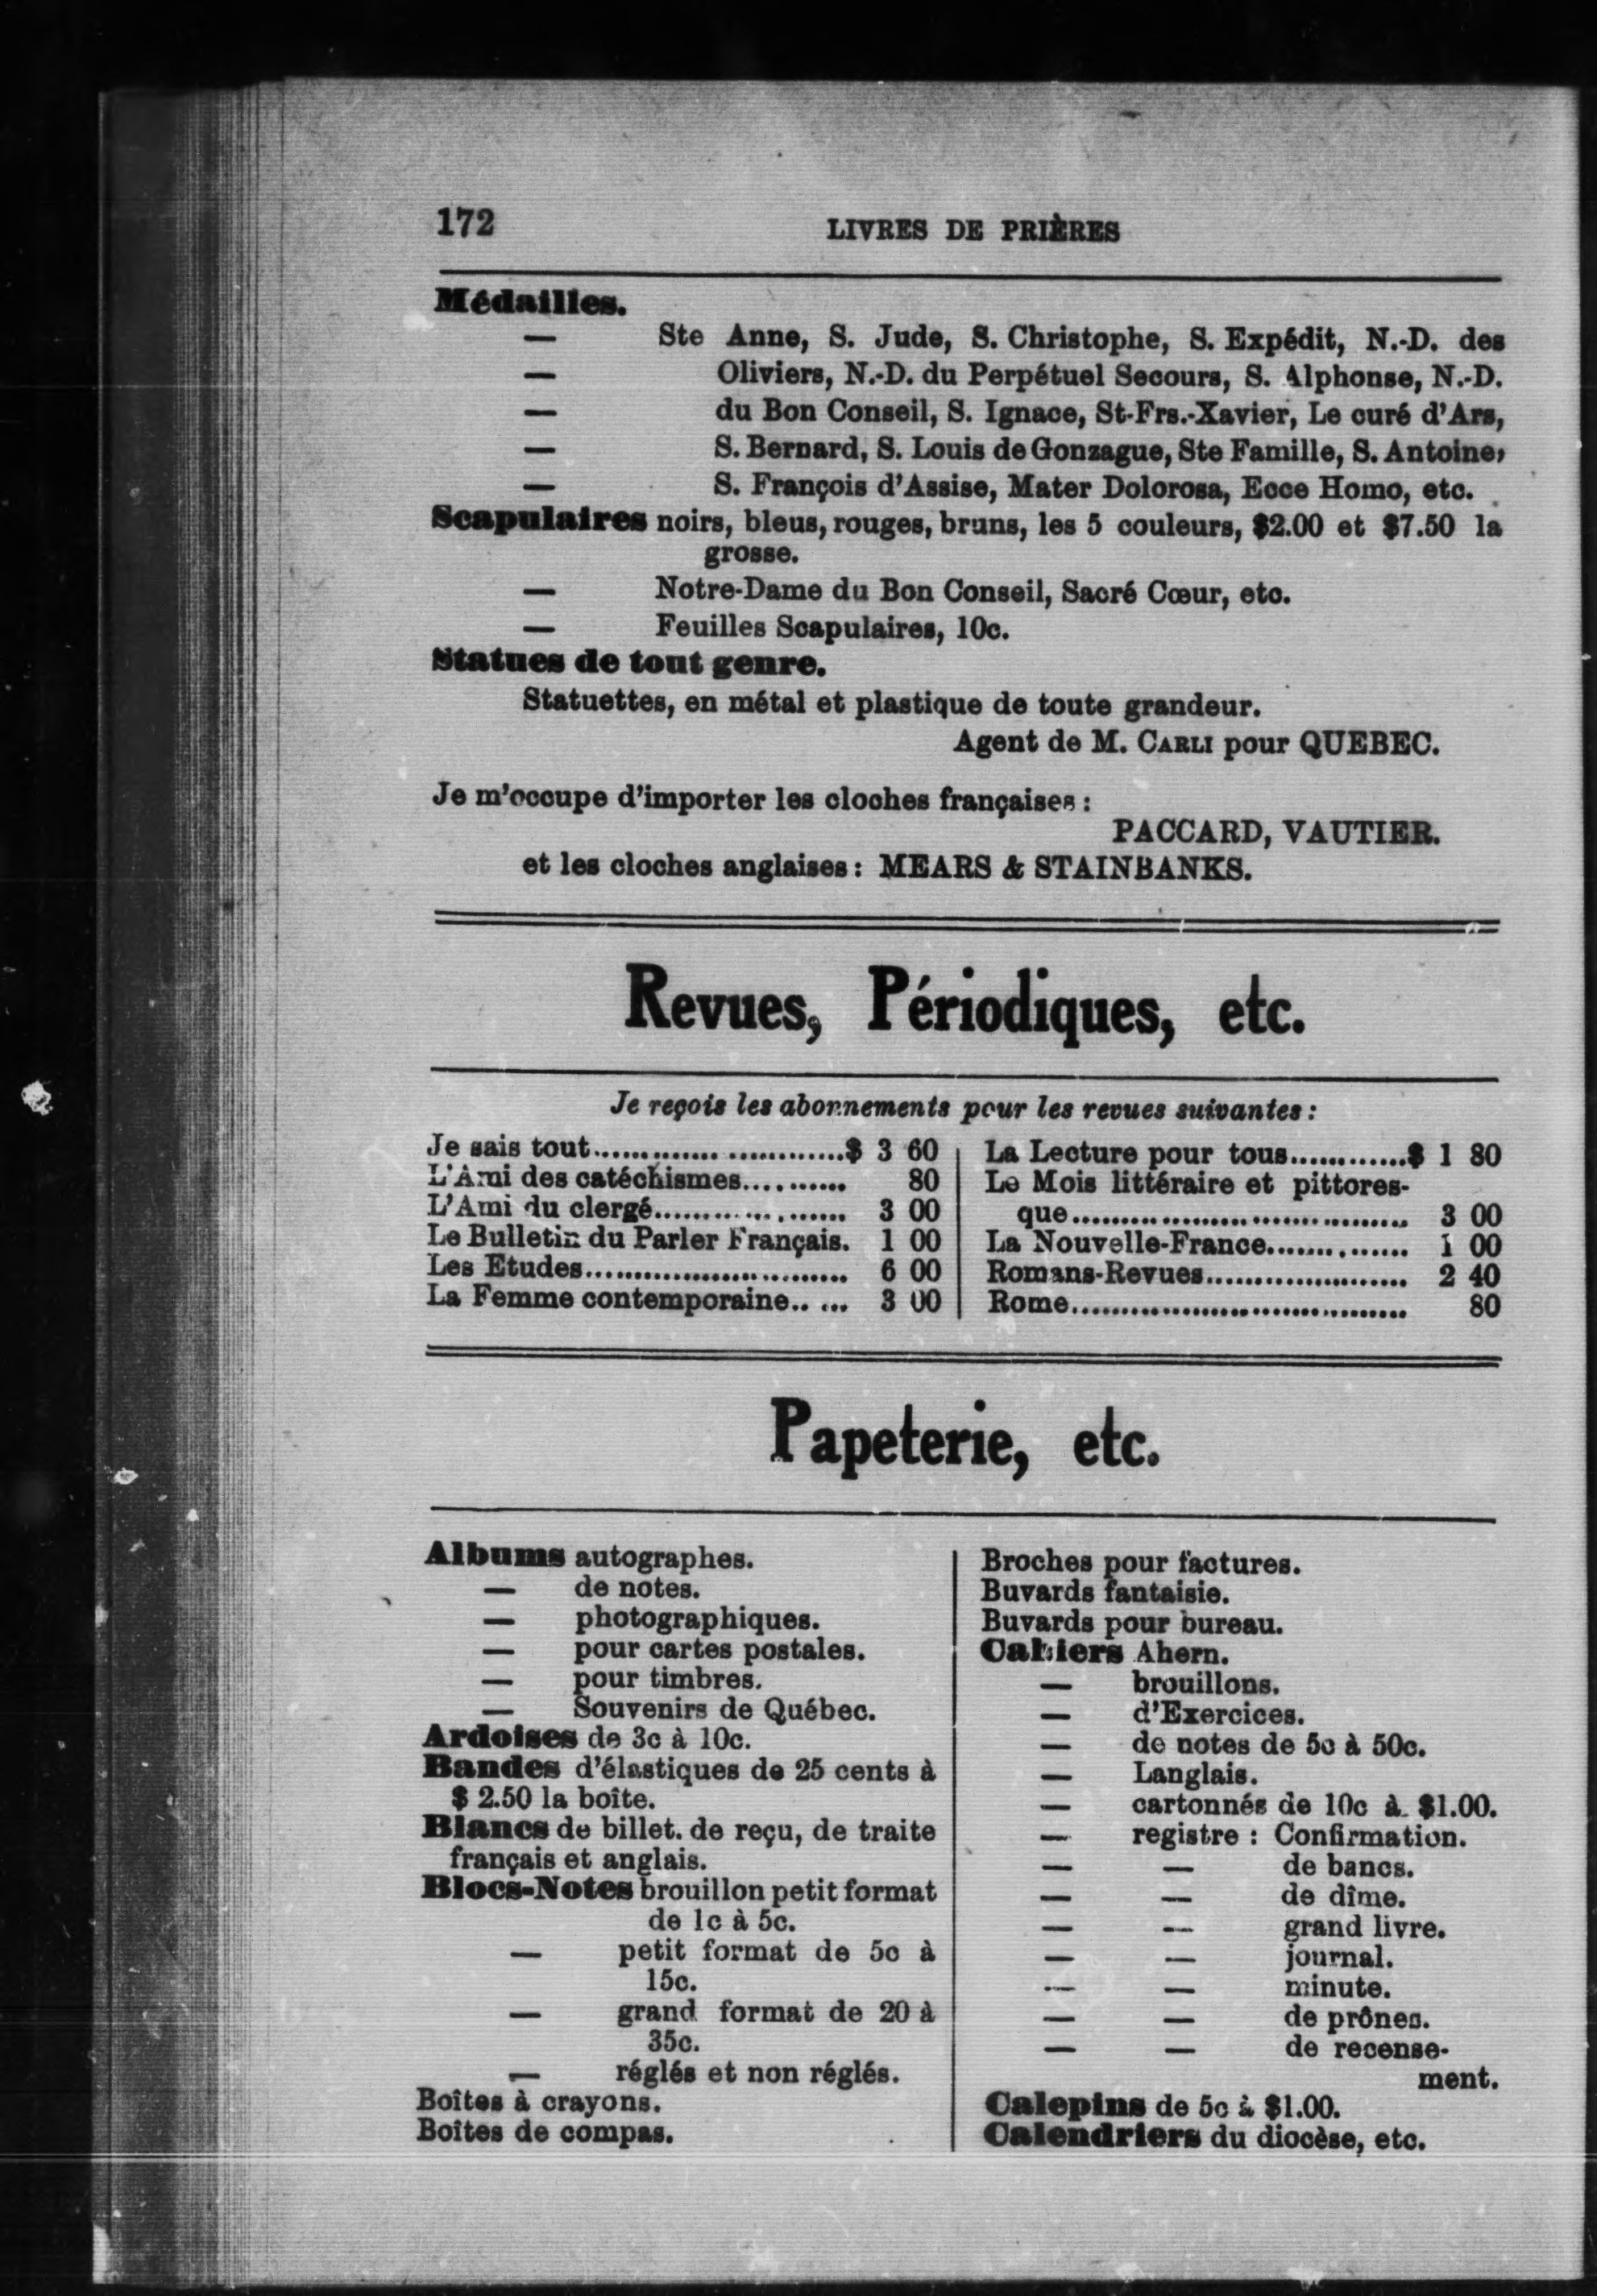 172
LIVRES DE PRIÈRES
Médailles.
— Ste Anne, S. Jude, S. Christophe, S. Expédit, N.-D. des
— Oliviers, N.-D. du Perpétuel Secours, S. Alphonse, N.-D.
— du Bon Conseil, S. Ignace, St-Frs.-Xavier, Le curé d'Ars,
— S. Bernard, S. Louis de Gonzague, Ste Famille, S. Antoine,
— S. François d'Assise, Mater Dolorosa, Ecce Homo, etc.
Scapulaires noirs, bleus, rouges, bruns, les 5 couleurs, $2.00 et $7.50 la
grosse.
— Notre-Dame du Bon Conseil, Sacré Cœur, etc.
— Feuilles Scapulaires, 10c.
Statues de tout genre.
Statuettes, en métal et plastique de toute grandeur.
Agent de M. CARLI pour QUEBEC.
Je m'occupe d'importer les cloches françaises :
PACCARD, VAUTIER.
et les cloches anglaises : MEARS & STAINBANKS.
Revues, Périodiques, etc.
Je reçois les abonnements pour les revues suivantes :
Je sais tout........................$ 3 60
L'Ami des catéchismes........... 80
L'Ami du clergé................... 3 00
Le Bulletin du Parler Français. 1 00
Les Etudes........................... 6 00
La Femme contemporaine.. ... 3 00
La Lecture pour tous............$ 1 80
Le Mois littéraire et pittores-
que.................................. 3 00
La Nouvelle-France.............. 1 00
Romans-Revues..................... 2 40
Rome................................... 80
Papeterie, etc.
Albums autographes.
— de notes.
— photographiques.
— pour cartes postales.
— pour timbres.
— Souvenirs de Québec.
Ardoises de 3c à 10c.
Bandes d'élastiques de 25 cents à
$ 2.50 la boîte.
Blancs de billet. de reçu, de traite
français et anglais.
Blocs-Notes brouillon petit format
de 1c à 5c.
— petit format de 5c à
15c.
— grand format de 20 à
35c.
— réglés et non réglés.
Boîtes à crayons.
Boîtes de compas.
Broches pour factures.
Buvards fantaisie.
Buvards pour bureau.
Cahiers Ahern.
— brouillons.
— d'Exercices.
— de notes de 5c à 50c.
— Langlais.
— cartonnés de 10c à $1.00.
— registre : Confirmation.
— — de bancs.
— — de dîme.
— — grand livre.
— — journal.
— — minute.
— — de prônes.
— — de recense-
ment.
Calepins de 5c à $1.00.
Calendriers du diocèse, etc.